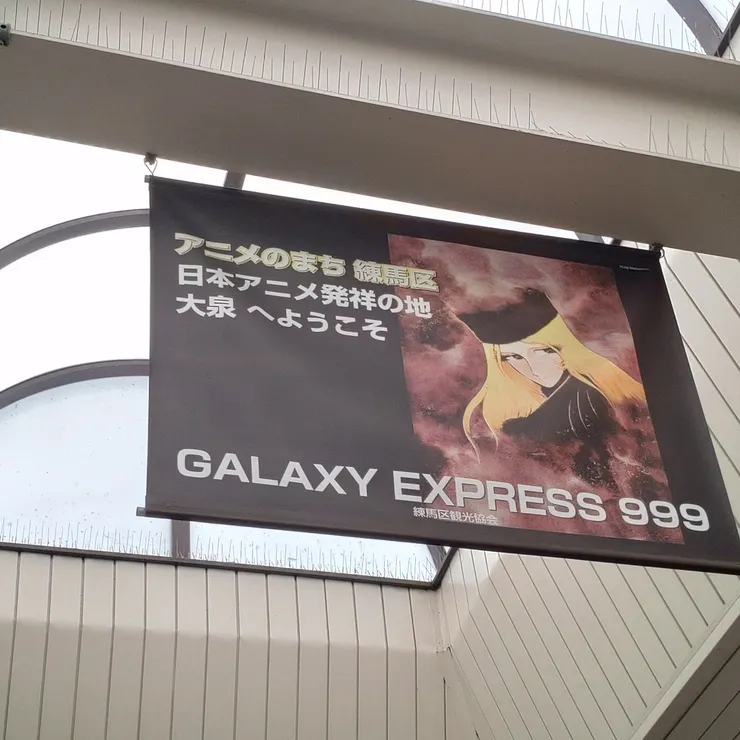 アニメのまち 練馬区
日本アニメ発祥の地
大泉 へようこそ
GALAXY EXPRESS 999
練馬区観光協会